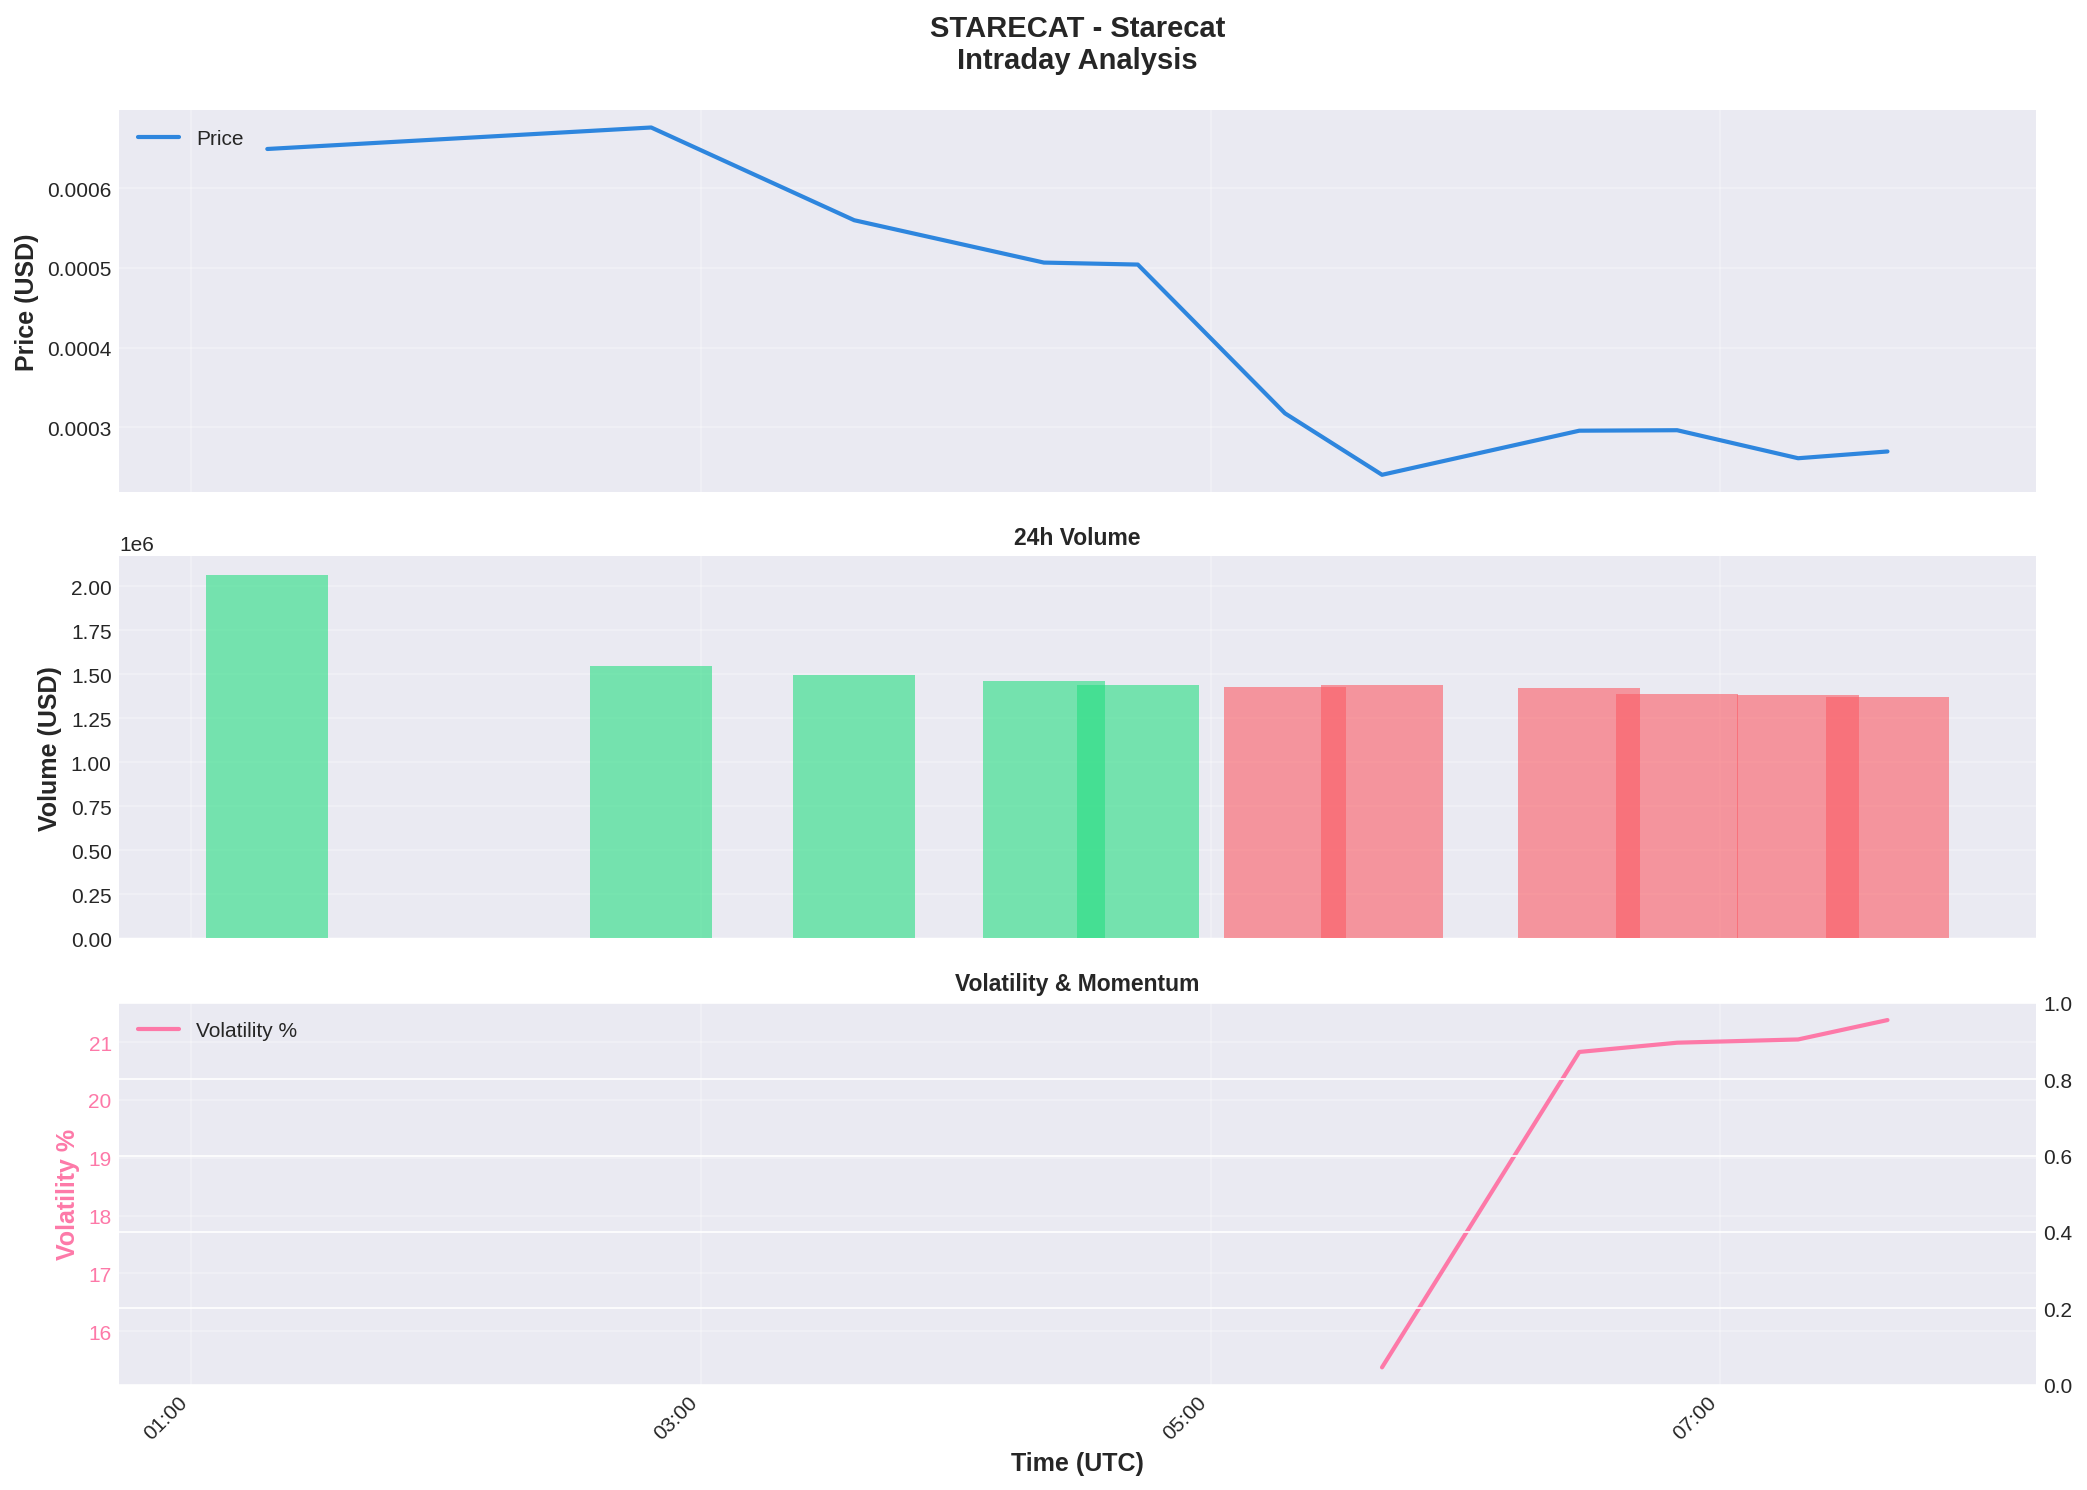 STARECAT - Starecat
Intraday Analysis
Price
0.0006
0.0005
0.0004
0.0003
Price (USD)
24h Volume
1e6
2.00
1.75
1.50
1.25
1.00
0.75
0.50
0.25
0.00
Volume (USD)
Volatility & Momentum
Volatility %
21
20
19
18
17
16
Volatility %
1.0
0.8
0.6
0.4
0.2
0.0
01:00
03:00
05:00
07:00
Time (UTC)